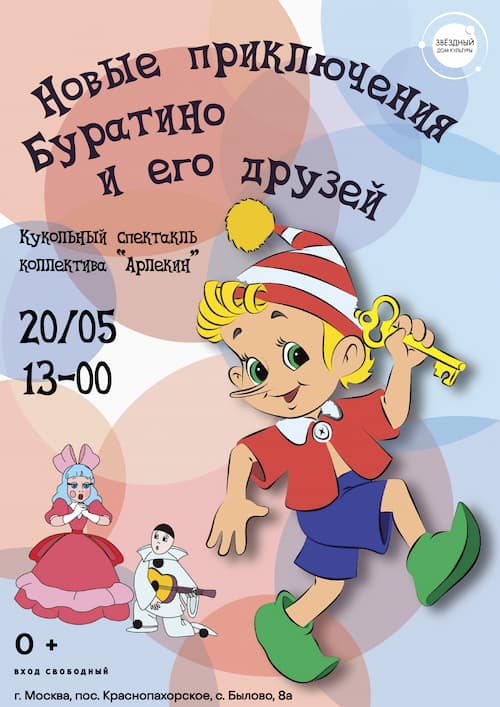 ЗВЁЗДНЫЙ
ДОМ КУЛЬТУРЫ
Новые приключения
Буратино
и его друзей
Кукольный спектакль
коллектива "Арлекин"
20/05
13-00
0 +
ВХОД СВОБОДНЫЙ
г. Москва, пос. Краснопахорское, с. Былово, 8а